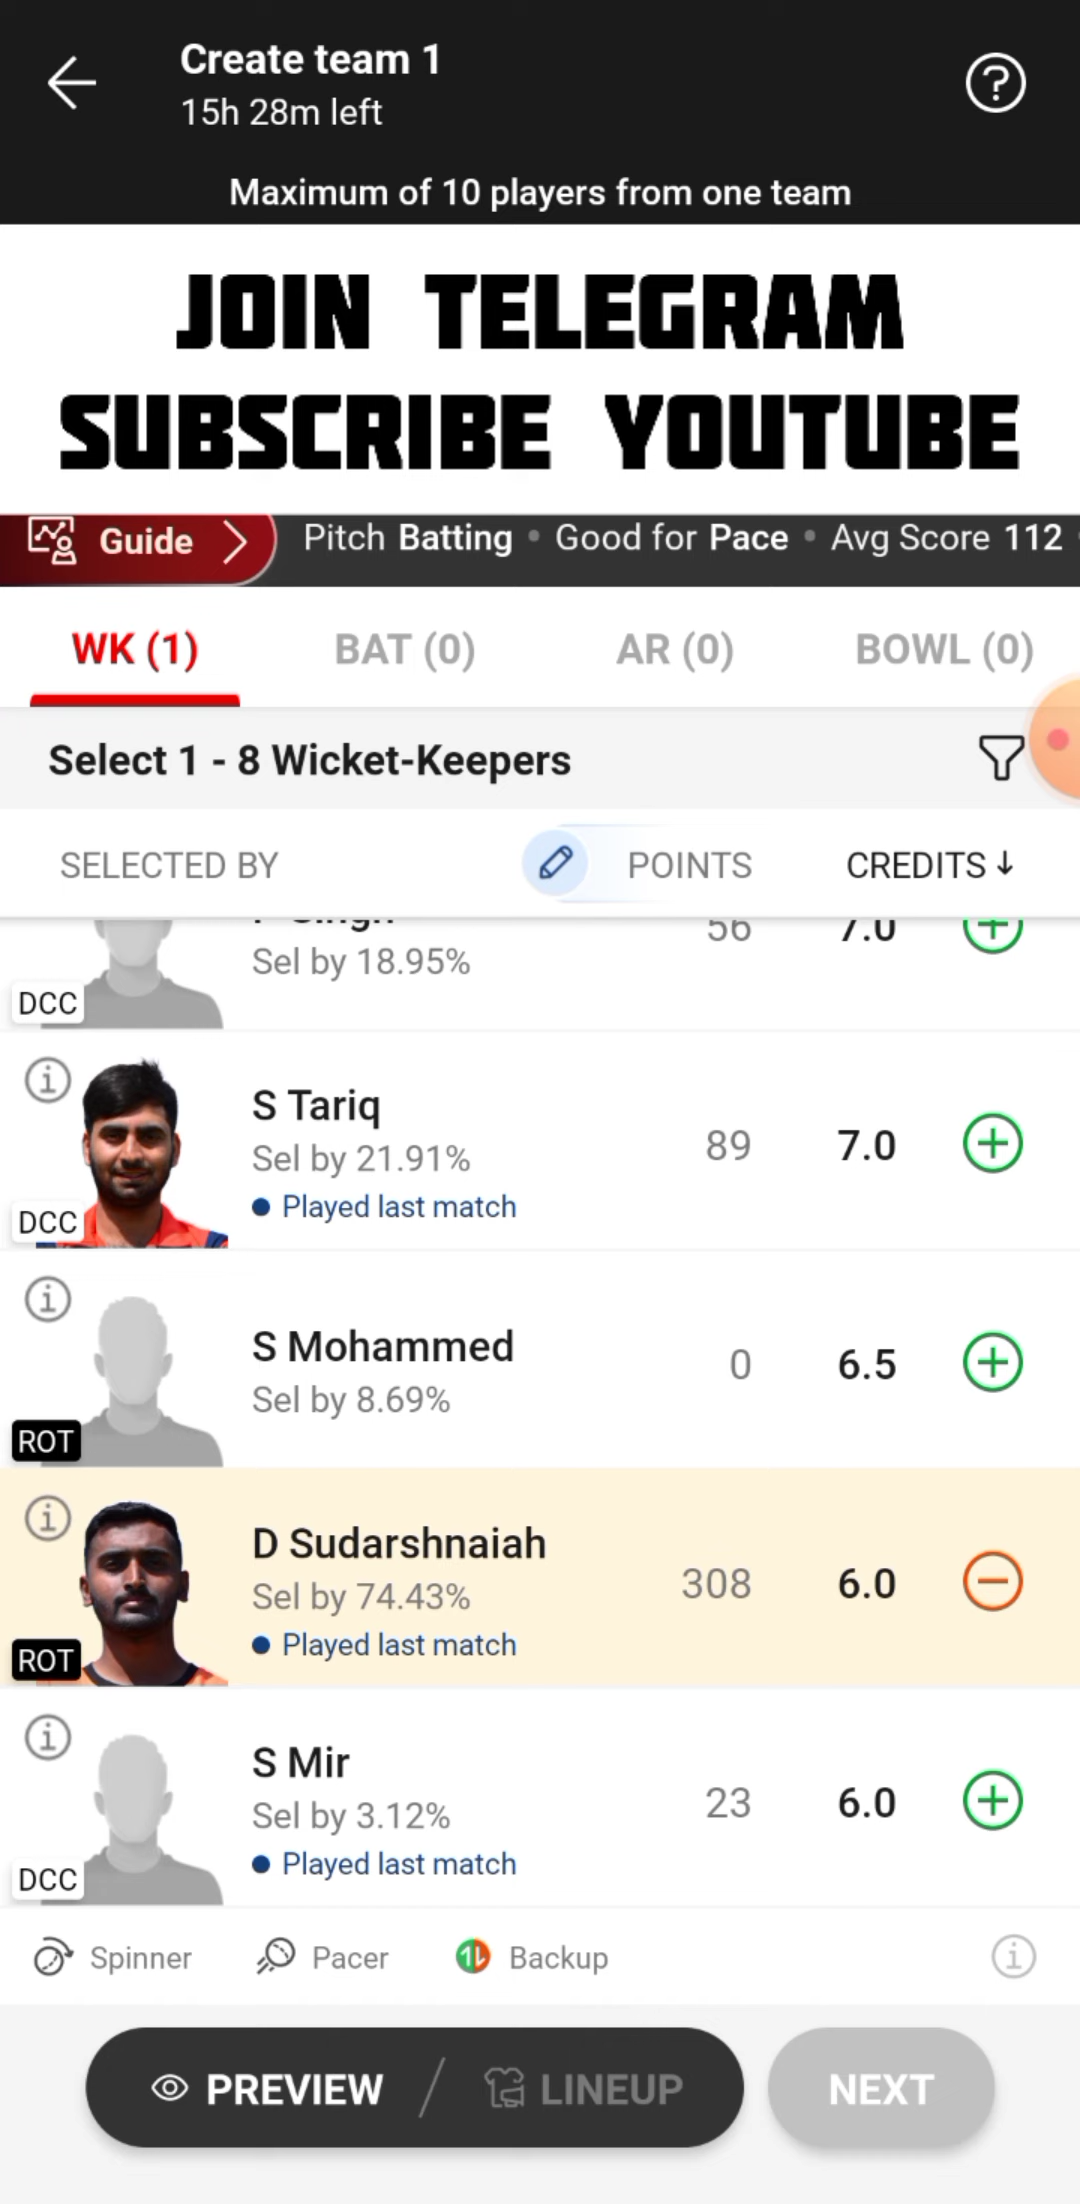 Create team 1
15h 28m left
Maximum of 10 players from one team
JOIN TELEGRAM
SUBSCRIBE YOUTUBE
Guide Pitch Batting • Good for Pace • Avg Score 112
WK (1) BAT (0) AR (0) BOWL (0)
Select 1 - 8 Wicket-Keepers
SELECTED BY POINTS CREDITS ↓
Singh 56 7.0
Sel by 18.95%
DCC
S Tariq
Sel by 21.91% 89 7.0
Played last match
DCC
S Mohammed
Sel by 8.69% 0 6.5
ROT
D Sudarshnaiah
Sel by 74.43% 308 6.0
Played last match
ROT
S Mir
Sel by 3.12% 23 6.0
Played last match
DCC
Spinner Pacer Backup
PREVIEW / LINEUP NEXT